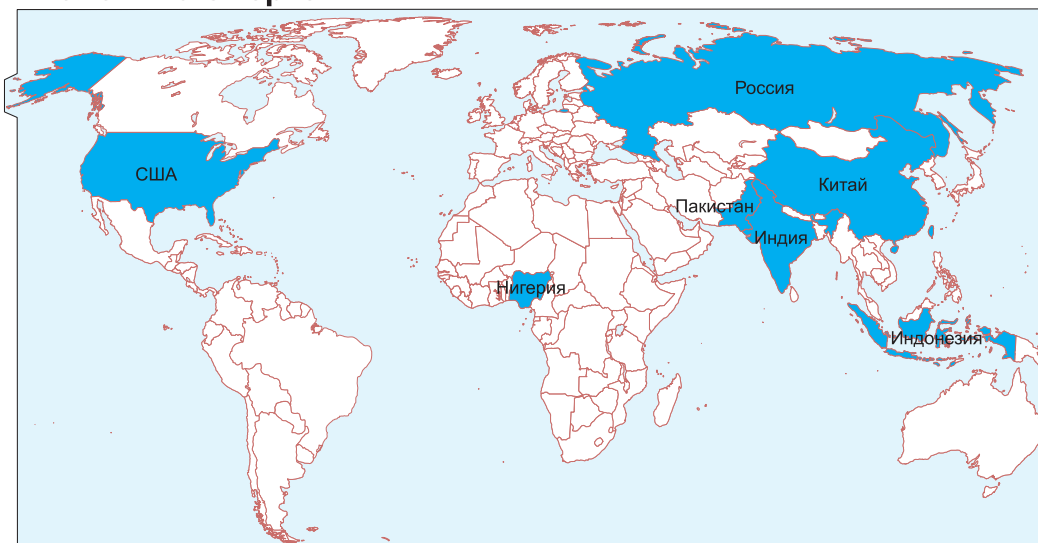 Россия
США
Китай
Пакистан
Индия
Нигерия
Индонезия